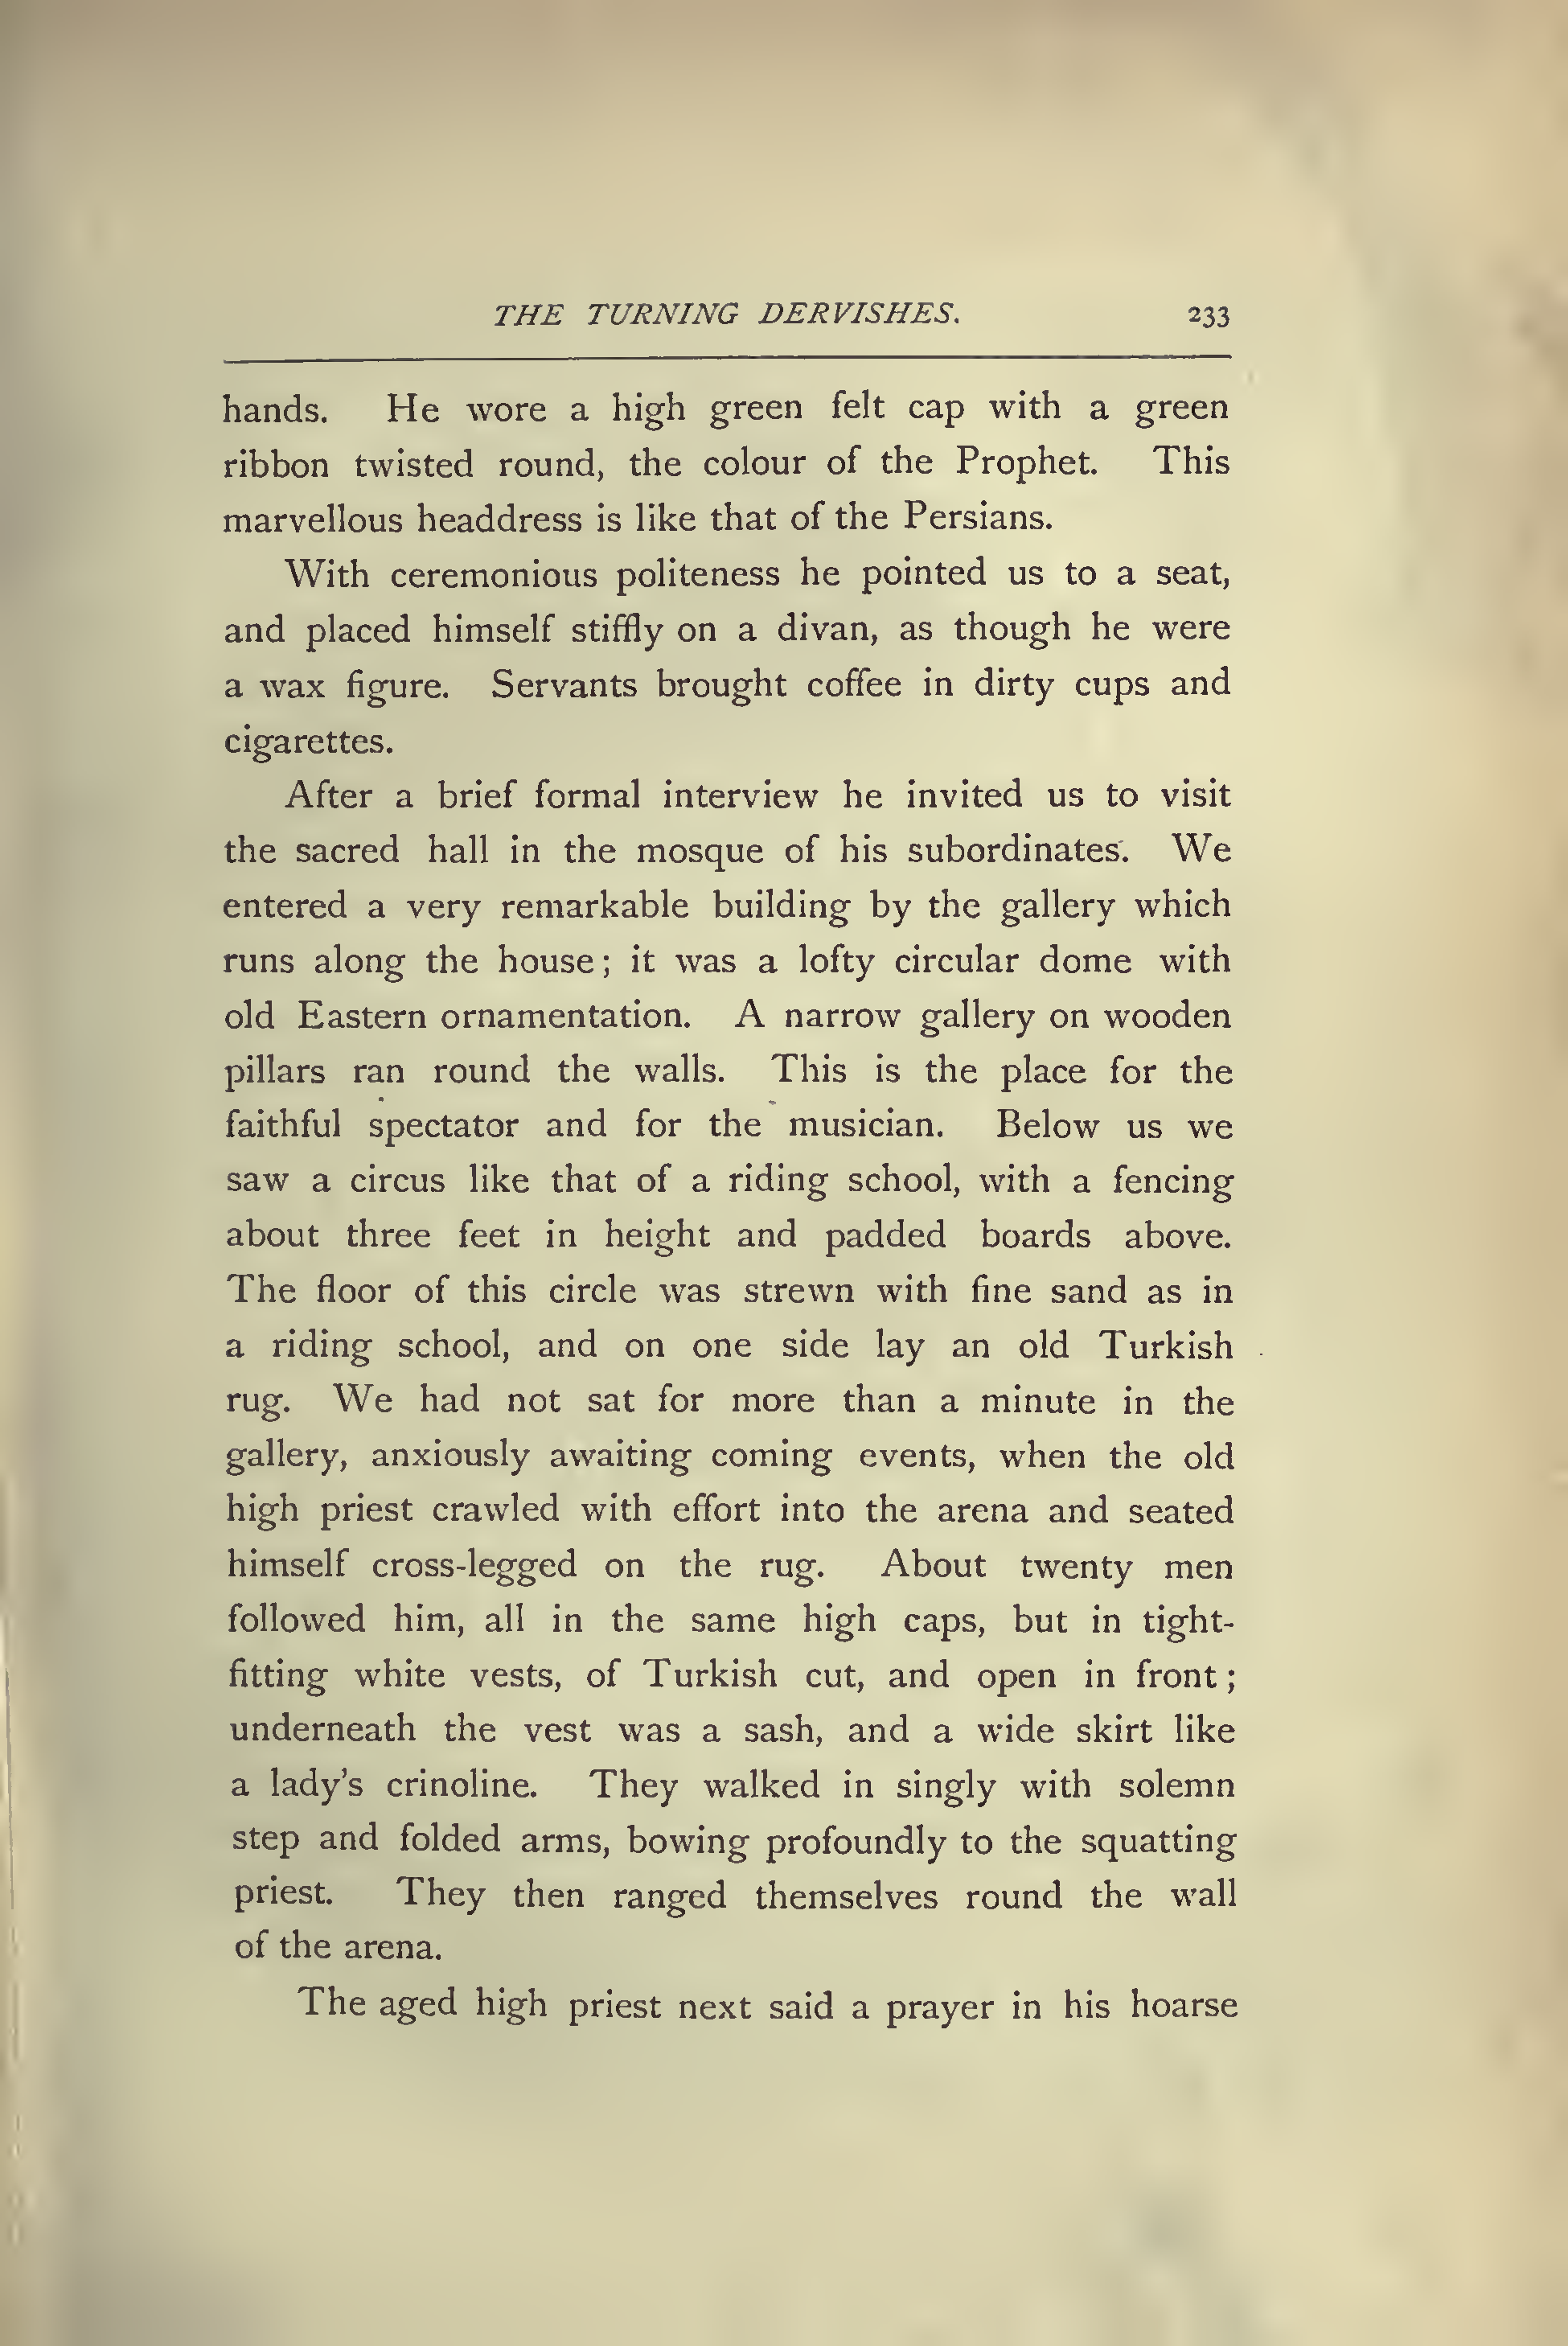 THE TURNING DERVISHES. 233
hands. He wore a high green felt cap with a green
ribbon twisted round, the colour of the Prophet. This
marvellous headdress is like that of the Persians.
With ceremonious politeness he pointed us to a seat,
and placed himself stiffly on a divan, as though he were
a wax figure. Servants brought coffee in dirty cups and
cigarettes.
After a brief formal interview he invited us to visit
the sacred hall in the mosque of his subordinates. We
entered a very remarkable building by the gallery which
runs along the house; it was a lofty circular dome with
old Eastern ornamentation. A narrow gallery on wooden
pillars ran round the walls. This is the place for the
faithful spectator and for the musician. Below us we
saw a circus like that of a riding school, with a fencing
about three feet in height and padded boards above.
The floor of this circle was strewn with fine sand as in
a riding school, and on one side lay an old Turkish
rug. We had not sat for more than a minute in the
gallery, anxiously awaiting coming events, when the old
high priest crawled with effort into the arena and seated
himself cross-legged on the rug. About twenty men
followed him, all in the same high caps, but in tight-
fitting white vests, of Turkish cut, and open in front;
underneath the vest was a sash, and a wide skirt like
a lady's crinoline. They walked in singly with solemn
step and folded arms, bowing profoundly to the squatting
priest. They then ranged themselves round the wall
of the arena.
The aged high priest next said a prayer in his hoarse